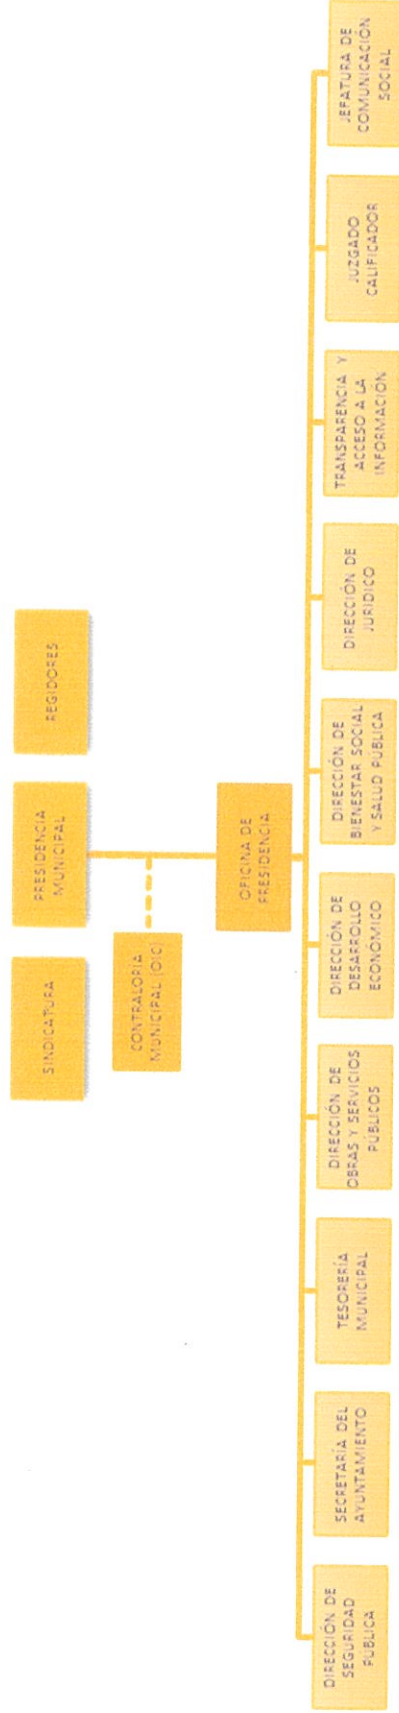 SINDICATURA
PRESIDENCIA
MUNICIPAL
REGIDORES
CONTRALORÍA
MUNICIPAL (OIC)
OFICINA DE
PRESIDENCIA
DIRECCIÓN DE
SEGURIDAD
PÚBLICA
SECRETARÍA DEL
AYUNTAMIENTO
TESORERÍA
MUNICIPAL
DIRECCIÓN DE
OBRAS Y SERVICIOS
PÚBLICOS
DIRECCIÓN DE
DESARROLLO
ECONÓMICO
DIRECCIÓN DE
BIENESTAR SOCIAL
Y SALUD PÚBLICA
DIRECCIÓN DE
JURIDICO
TRANSPARENCIA Y
ACCESO A LA
INFORMACIÓN
JUZGADO
CALIFICADOR
JEFATURA DE
COMUNICACIÓN
SOCIAL